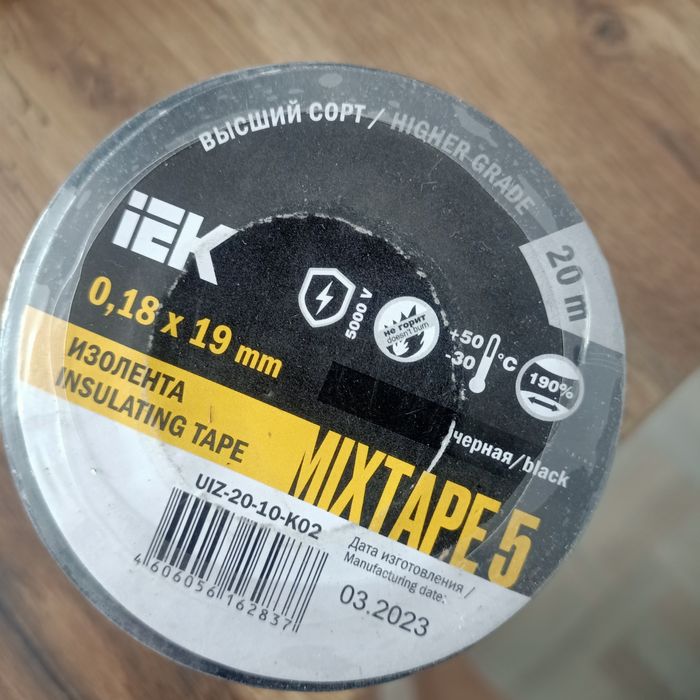 ВЫСШИЙ СОРТ / HIGHER GRADE
20 m
IEK
0,18 x 19 mm
5000 V
не горит
doesn't burn
+50
-30
°C
190%
ИЗОЛЕНТА
INSULATING TAPE
черная/black
MIXTAPE 5
UIZ-20-10-K02
4606056162837
Дата изготовления /
Manufacturing date:
03.2023